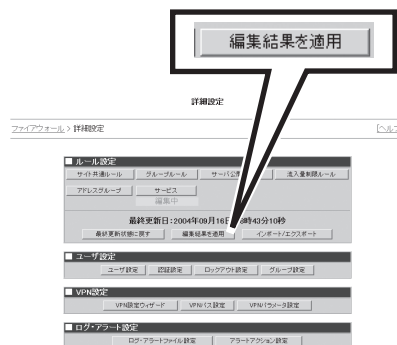 編集結果を適用
詳細設定
ファイアウォール > 詳細設定
[ヘルプ
■ ルール設定
サイト共通ルール グループルール サーバ公 流入量制限ルール
アドレスグループ サービス
編集中
最終更新日：2004年09月16日 8時43分10秒
最終更新状態に戻す 編集結果を適用 インポート/エクスポート
■ ユーザ設定
ユーザ設定 認証設定 ロックアウト設定 グループ設定
■ VPN設定
VPN設定ウィザード VPNパス設定 VPNパラメータ設定
■ ログ・アラート設定
ログ・アラートファイル設定 アラートアクション設定